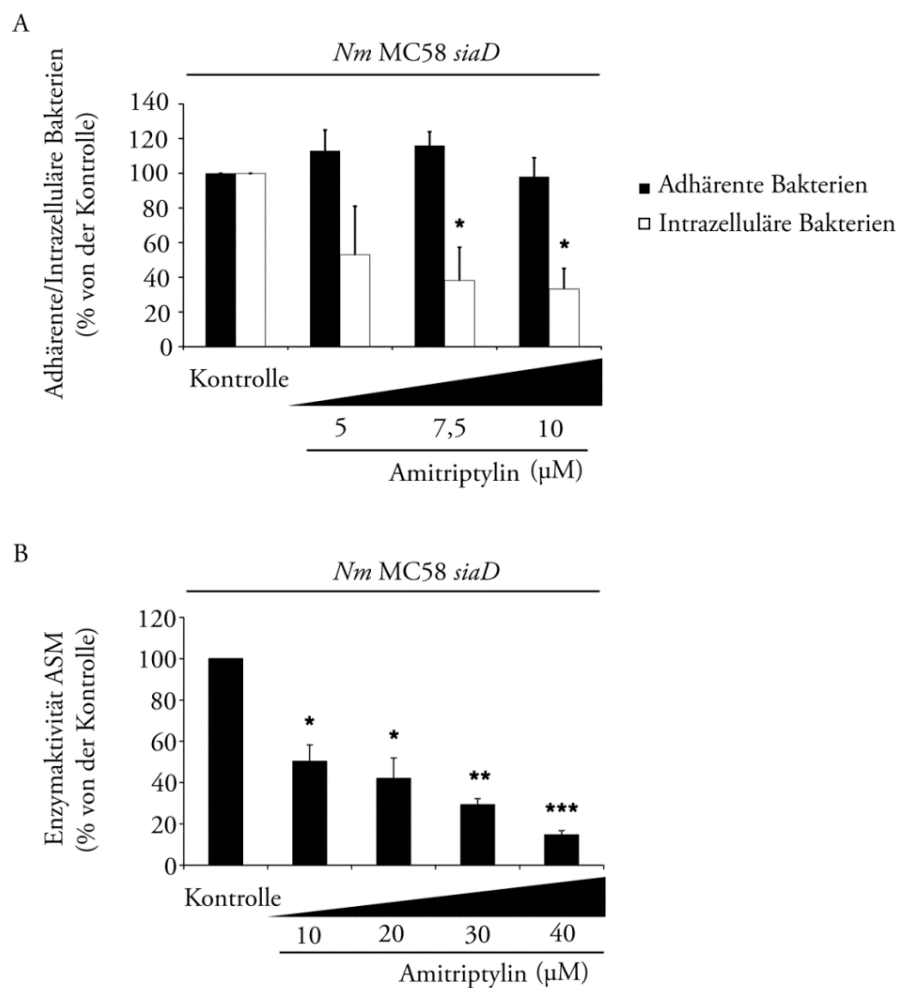 A
Nm MC58 siaD
Adhärente/Intrazelluläre Bakterien
(% von der Kontrolle)
140
120
100
80
60
40
20
0
*
*
Adhärente Bakterien
Intrazelluläre Bakterien
Kontrolle
5 7,5 10
Amitriptylin (µM)
B
Nm MC58 siaD
Enzymaktivität ASM
(% von der Kontrolle)
120
100
80
60
40
20
0
*
*
**
***
Kontrolle
10 20 30 40
Amitriptylin (µM)